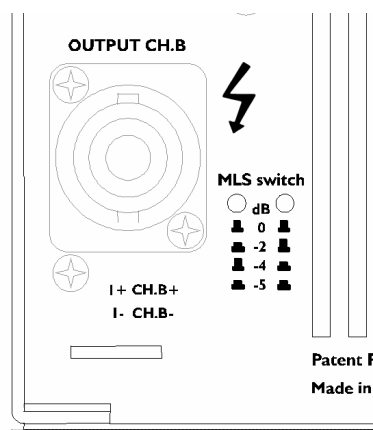 OUTPUT CH.B
MLS switch
dB
0
-2
-4
-5
1+ CH.B+
1- CH.B-
Patent
Made in